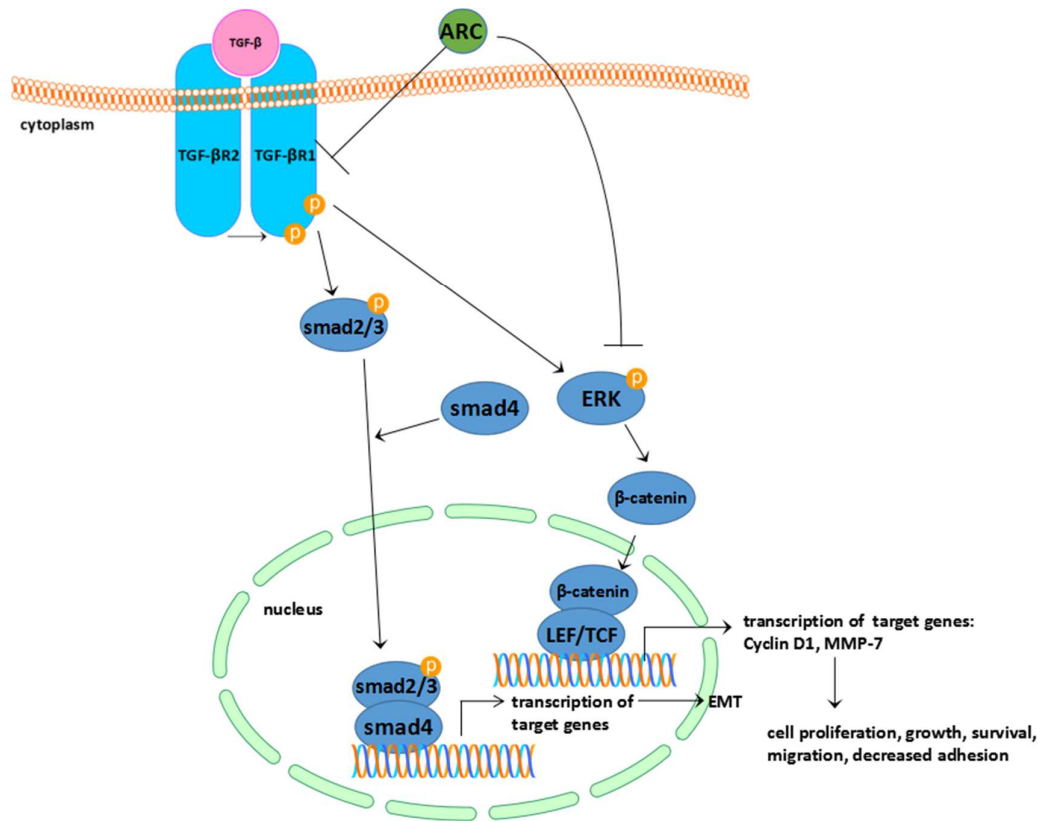 TGF-β
ARC
cytoplasm
TGF-βR2
TGF-βR1
p
p
p
smad2/3
p
ERK
smad4
β-catenin
nucleus
β-catenin
LEF/TCF
transcription of target genes:
Cyclin D1, MMP-7
p
smad2/3
smad4
transcription of
target genes
EMT
cell proliferation, growth, survival,
migration, decreased adhesion